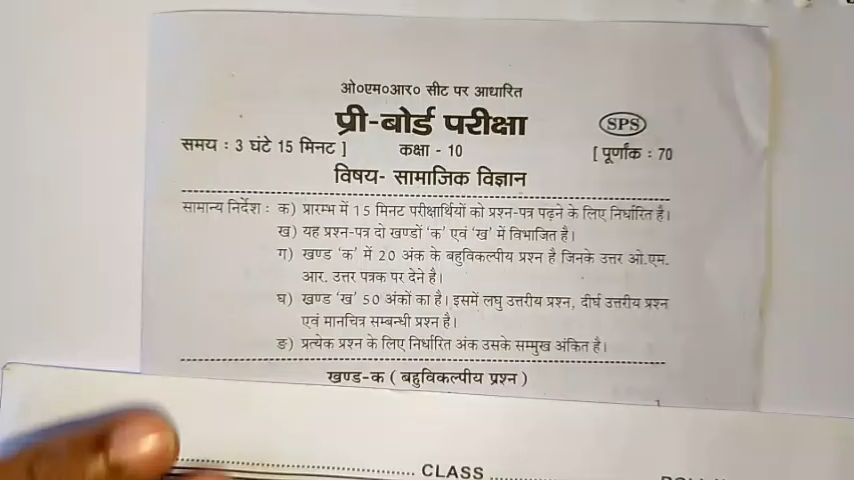 ओ०एम०आर० सीट पर आधारित
प्री-बोर्ड परीक्षा
SPS
समय : 3 घंटे 15 मिनट ]
कक्षा - 10
[ पूर्णांक : 70
विषय- सामाजिक विज्ञान
सामान्य निर्देश : क) प्रारम्भ में 15 मिनट परीक्षार्थियों को प्रश्न-पत्र पढ़ने के लिए निर्धारित है।
ख) यह प्रश्न-पत्र दो खण्डों ‘क’ एवं ‘ख’ में विभाजित है।
ग) खण्ड ‘क’ में 20 अंक के बहुविकल्पीय प्रश्न है जिनके उत्तर ओ.एम.
आर. उत्तर पत्रक पर देने है।
घ) खण्ड ‘ख’ 50 अंकों का है। इसमें लघु उत्तरीय प्रश्न, दीर्घ उत्तरीय प्रश्न
एवं मानचित्र सम्बन्धी प्रश्न है।
ङ) प्रत्येक प्रश्न के लिए निर्धारित अंक उसके सम्मुख अंकित है।
खण्ड-क ( बहुविकल्पीय प्रश्न )
CLASS